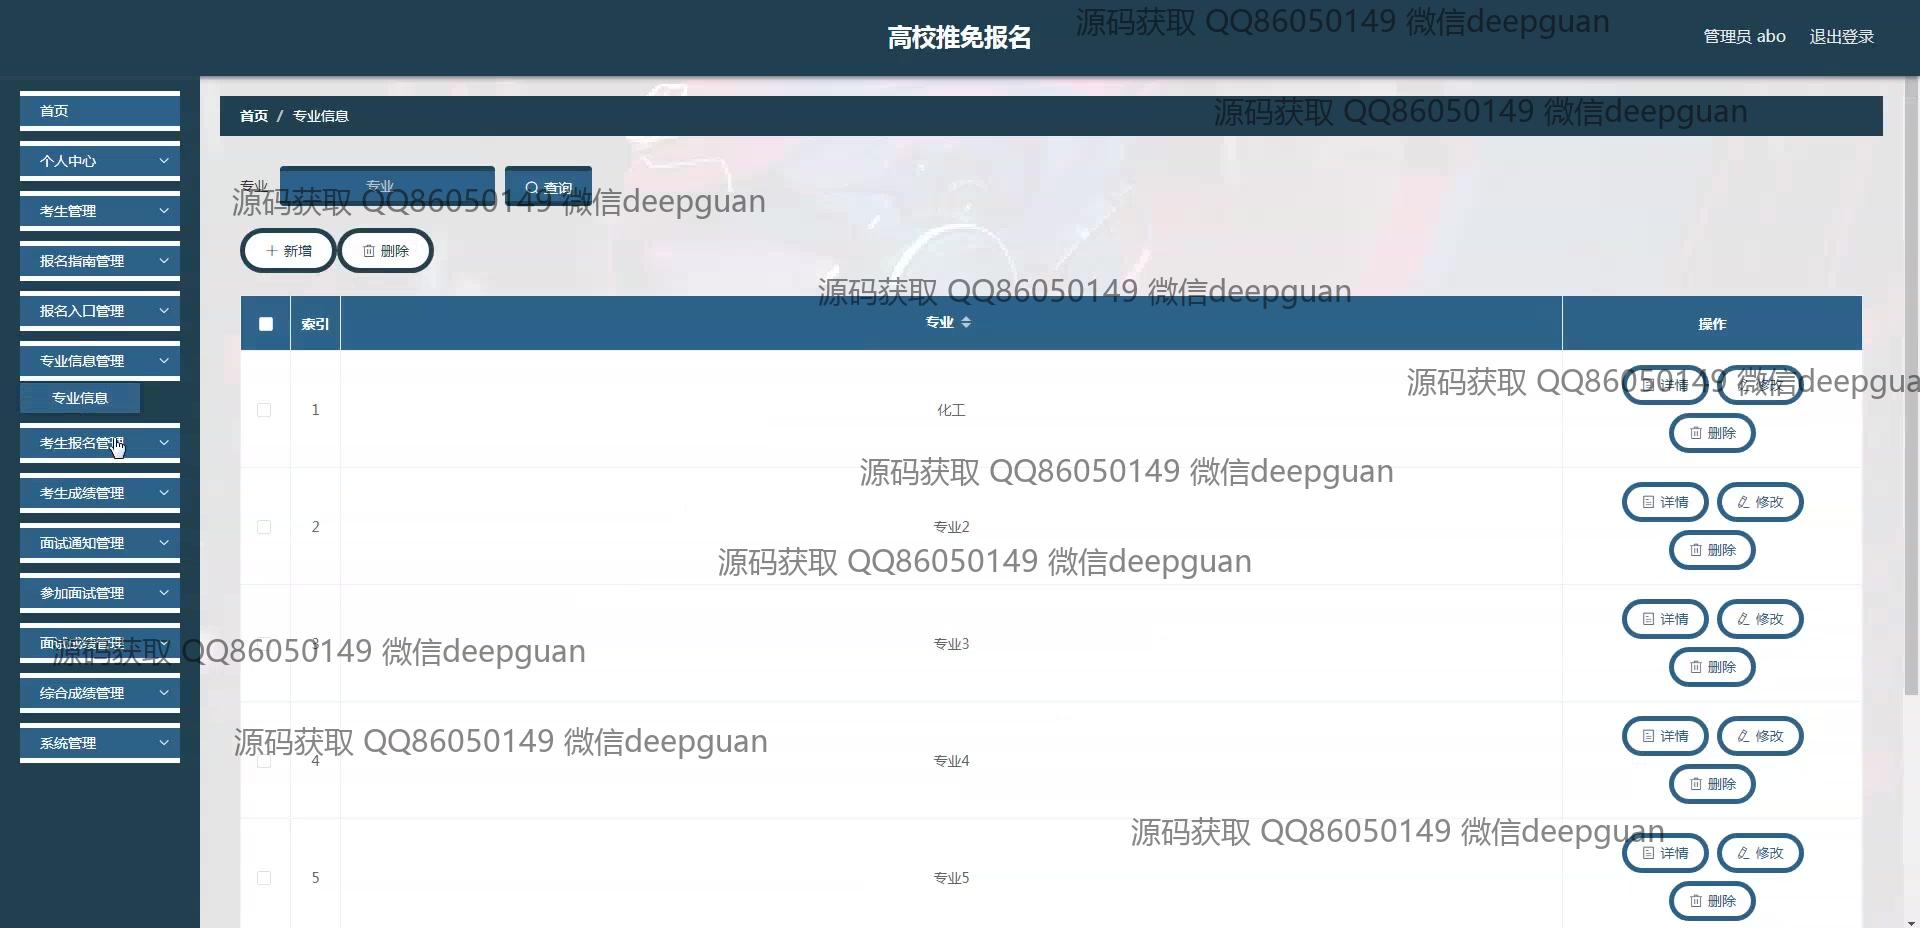 高校推免报名
源码获取 QQ86050149 微信deepguan
管理员 abo
退出登录
首页
个人中心
考生管理
报名指南管理
报名入口管理
专业信息管理
专业信息
考生报名管理
考生成绩管理
面试通知管理
参加面试管理
面试成绩管理
综合成绩管理
系统管理
首页 / 专业信息
源码获取 QQ86050149 微信deepguan
专业
专业
查询
源码获取 QQ86050149 微信deepguan
新增
删除
源码获取 QQ86050149 微信deepguan
索引
专业
操作
源码获取 QQ86050149 微信deepgua
1
化工
详情
修改
删除
源码获取 QQ86050149 微信deepguan
2
专业2
详情
修改
删除
源码获取 QQ86050149 微信deepguan
3
专业3
详情
修改
删除
源码获取 QQ86050149 微信deepguan
4
专业4
详情
修改
删除
源码获取 QQ86050149 微信deepguan
5
专业5
详情
修改
删除
源码获取 QQ86050149 微信deepguan